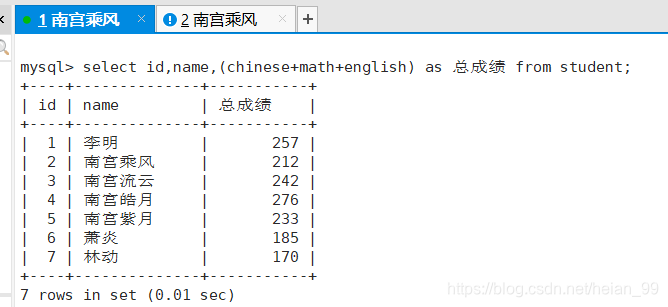 1 南宫乘风 × 2 南宫乘风 × +
mysql> select id,name,(chinese+math+english) as 总成绩 from student;
+----+--------------+-----------+
| id | name | 总成绩 |
+----+--------------+-----------+
| 1 | 李明 | 257 |
| 2 | 南宫乘风 | 212 |
| 3 | 南宫流云 | 242 |
| 4 | 南宫皓月 | 276 |
| 5 | 南宫紫月 | 233 |
| 6 | 萧炎 | 185 |
| 7 | 林动 | 170 |
+----+--------------+-----------+
7 rows in set (0.01 sec)
https://blog.csdn.net/heian_99